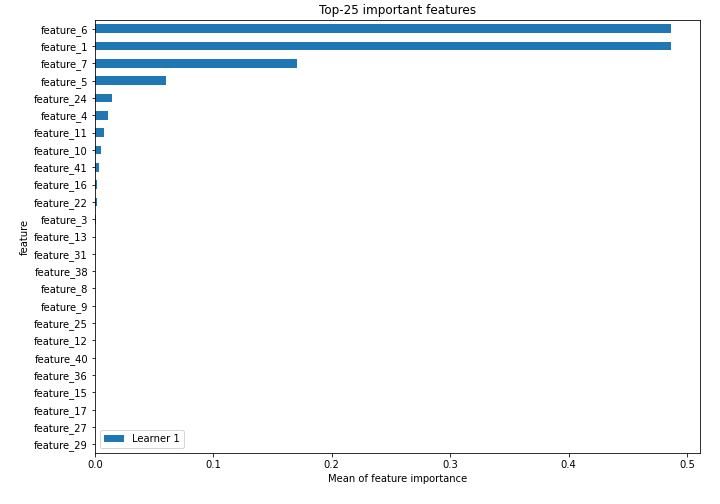 Top-25 important features
feature_6
feature_1
feature_7
feature_5
feature_24
feature_4
feature_11
feature_10
feature_41
feature_16
feature_22
feature_3
feature_13
feature_31
feature_38
feature_8
feature_9
feature_25
feature_12
feature_40
feature_36
feature_15
feature_17
feature_27
feature_29
feature
Learner 1
0.0 0.1 0.2 0.3 0.4 0.5
Mean of feature importance